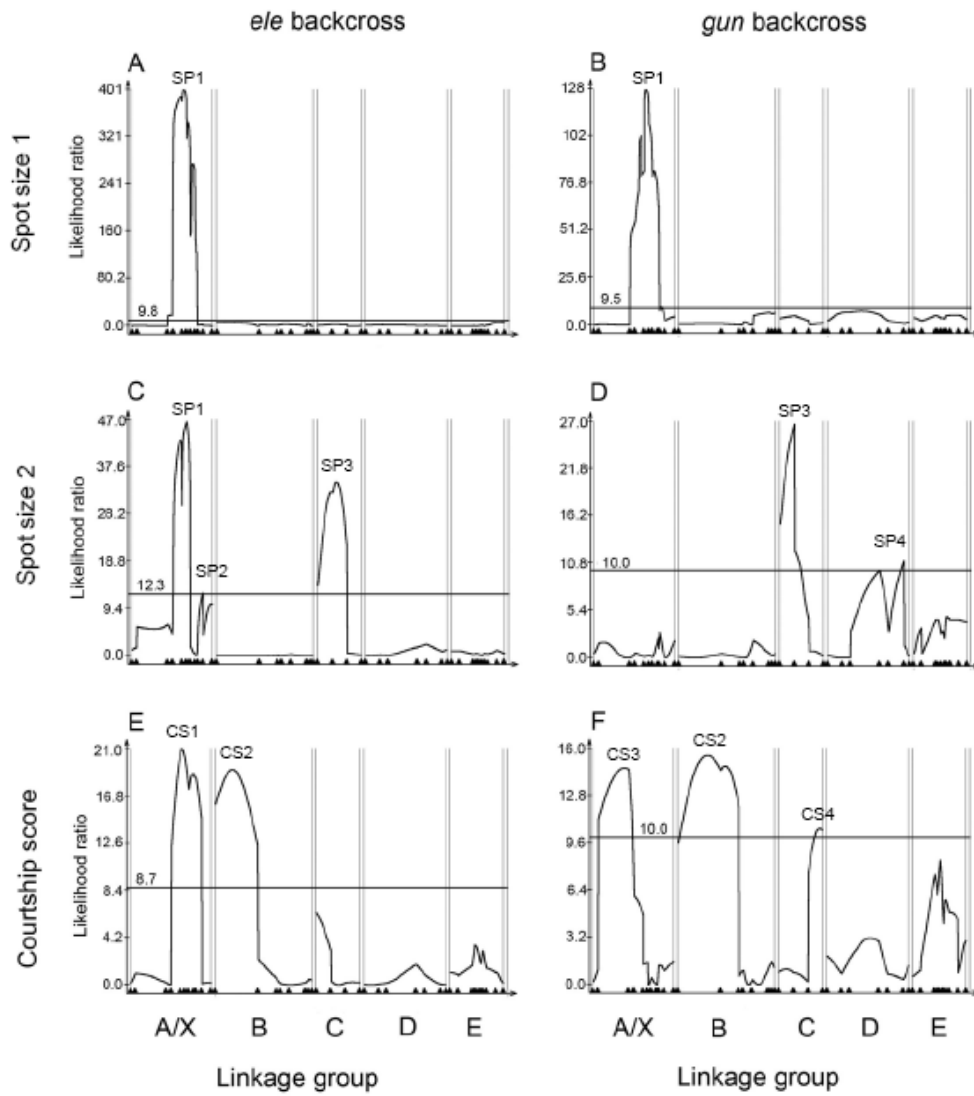 ele backcross
gun backcross
Spot size 1
A
SP1
Likelihood ratio
401
321
241
160
80.2
0.0
9.8
B
SP1
128
102
76.8
51.2
25.6
0.0
9.5
Spot size 2
C
SP1
SP2
SP3
Likelihood ratio
47.0
37.6
28.2
18.8
9.4
0.0
12.3
D
SP3
SP4
27.0
21.8
16.2
10.8
5.4
0.0
10.0
Courtship score
E
CS1
CS2
Likelihood ratio
21.0
16.8
12.6
8.4
4.2
0.0
8.7
F
CS3
CS2
CS4
16.0
12.8
9.6
6.4
3.2
0.0
10.0
A/X B C D E
A/X B C D E
Linkage group
Linkage group